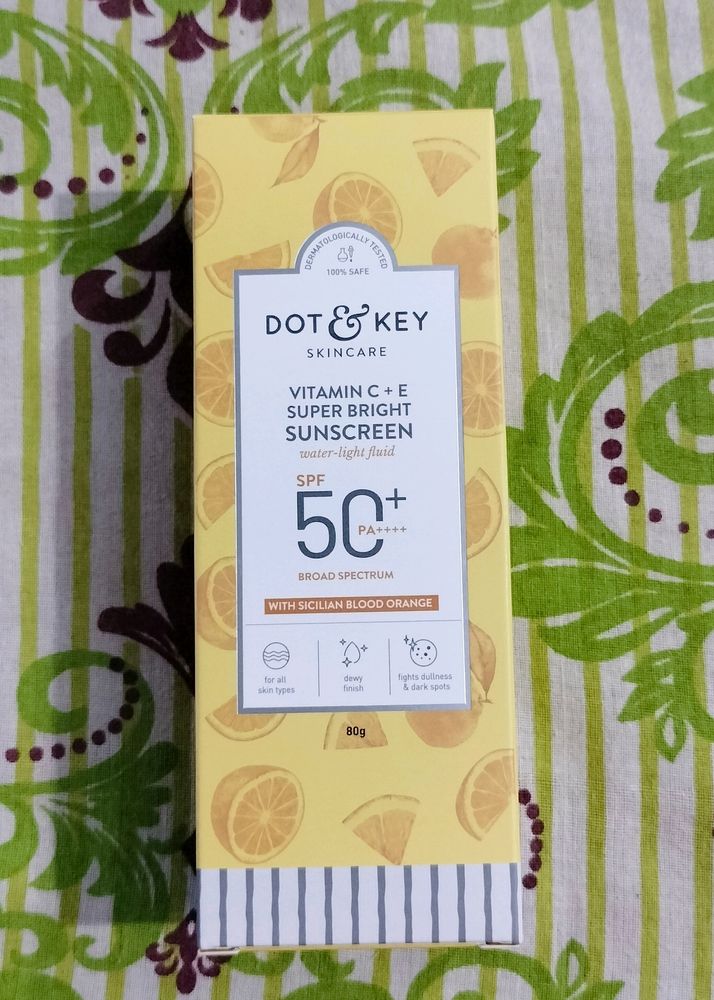 DERMATOLOGICALLY TESTED
100% SAFE
DOT & KEY
SKINCARE
VITAMIN C + E
SUPER BRIGHT
SUNSCREEN
water-light fluid
SPF
50+
PA++++
BROAD SPECTRUM
WITH SICILIAN BLOOD ORANGE
for all
skin types
dewy
finish
fights dullness
& dark spots
80g